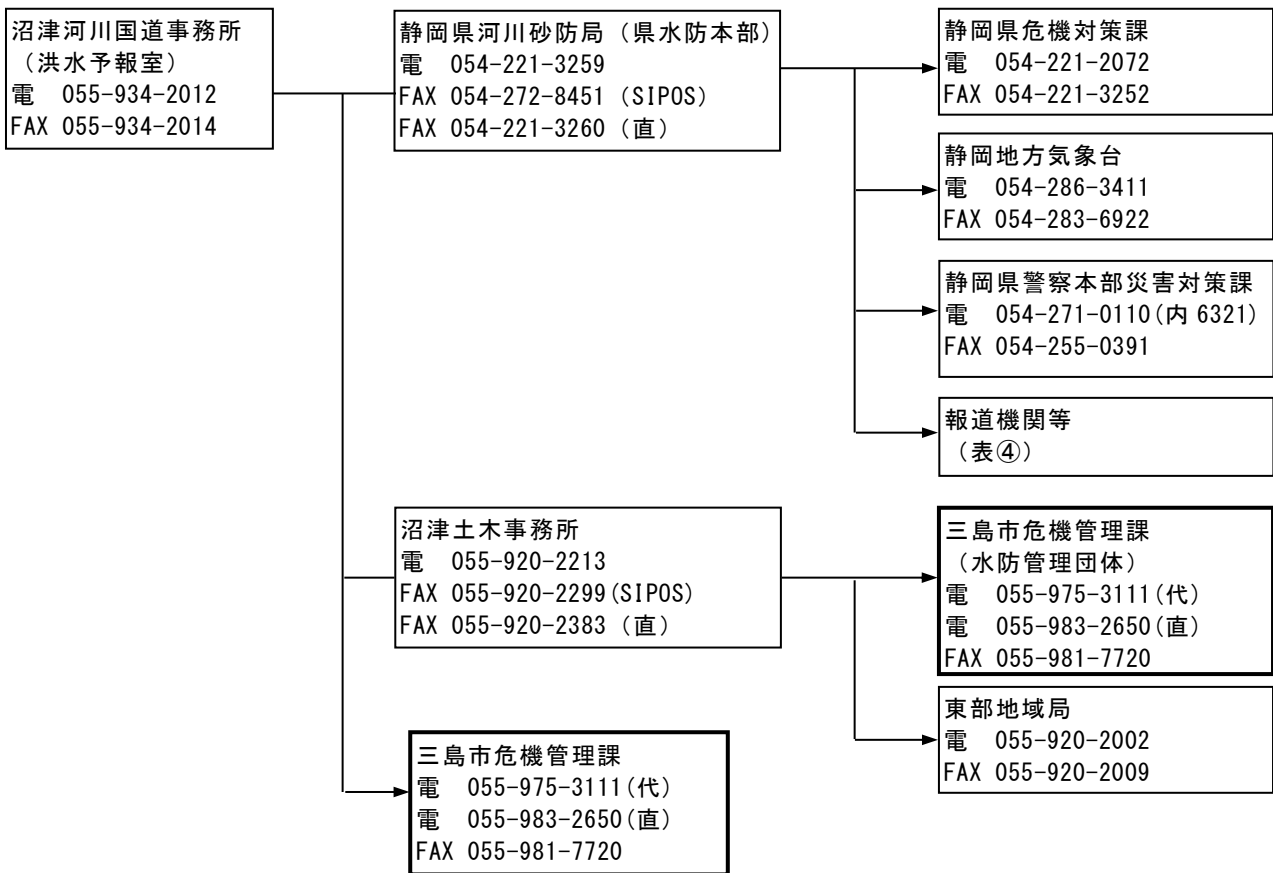 沼津河川国道事務所
（洪水予報室）
電　055-934-2012
FAX 055-934-2014
静岡県河川砂防局（県水防本部）
電　054-221-3259
FAX 054-272-8451（SIPOS）
FAX 054-221-3260（直）
静岡県危機対策課
電　054-221-2072
FAX 054-221-3252
静岡地方気象台
電　054-286-3411
FAX 054-283-6922
静岡県警察本部災害対策課
電　054-271-0110(内 6321)
FAX 054-255-0391
報道機関等
（表④）
沼津土木事務所
電　055-920-2213
FAX 055-920-2299(SIPOS)
FAX 055-920-2383（直）
三島市危機管理課
（水防管理団体）
電　055-975-3111(代)
電　055-983-2650(直)
FAX 055-981-7720
東部地域局
電　055-920-2002
FAX 055-920-2009
三島市危機管理課
電　055-975-3111(代)
電　055-983-2650(直)
FAX 055-981-7720